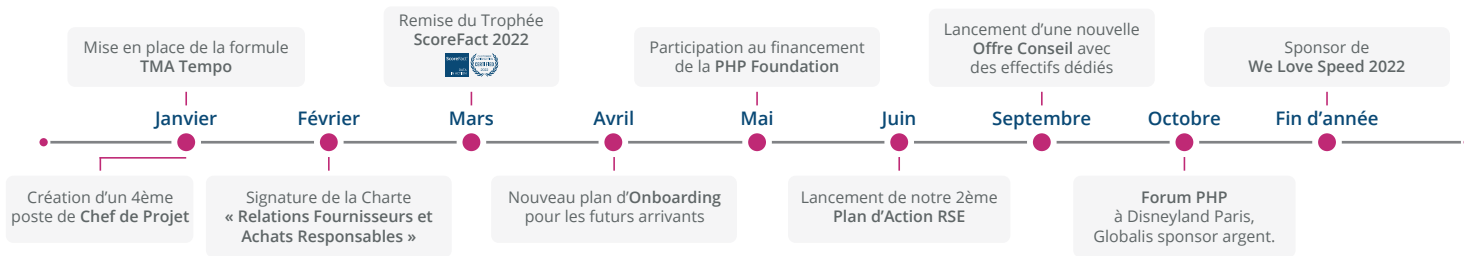 Mise en place de la formule
TMA Tempo
Remise du Trophée
ScoreFact 2022
ScoreFact
Participation au financement
de la PHP Foundation
Lancement d’une nouvelle
Offre Conseil avec
des effectifs dédiés
Sponsor de
We Love Speed 2022
Janvier
Février
Mars
Avril
Mai
Juin
Septembre
Octobre
Fin d’année
Création d’un 4ème
poste de Chef de Projet
Signature de la Charte
« Relations Fournisseurs et
Achats Responsables »
Nouveau plan d’Onboarding
pour les futurs arrivants
Lancement de notre 2ème
Plan d’Action RSE
Forum PHP
à Disneyland Paris,
Globalis sponsor argent.